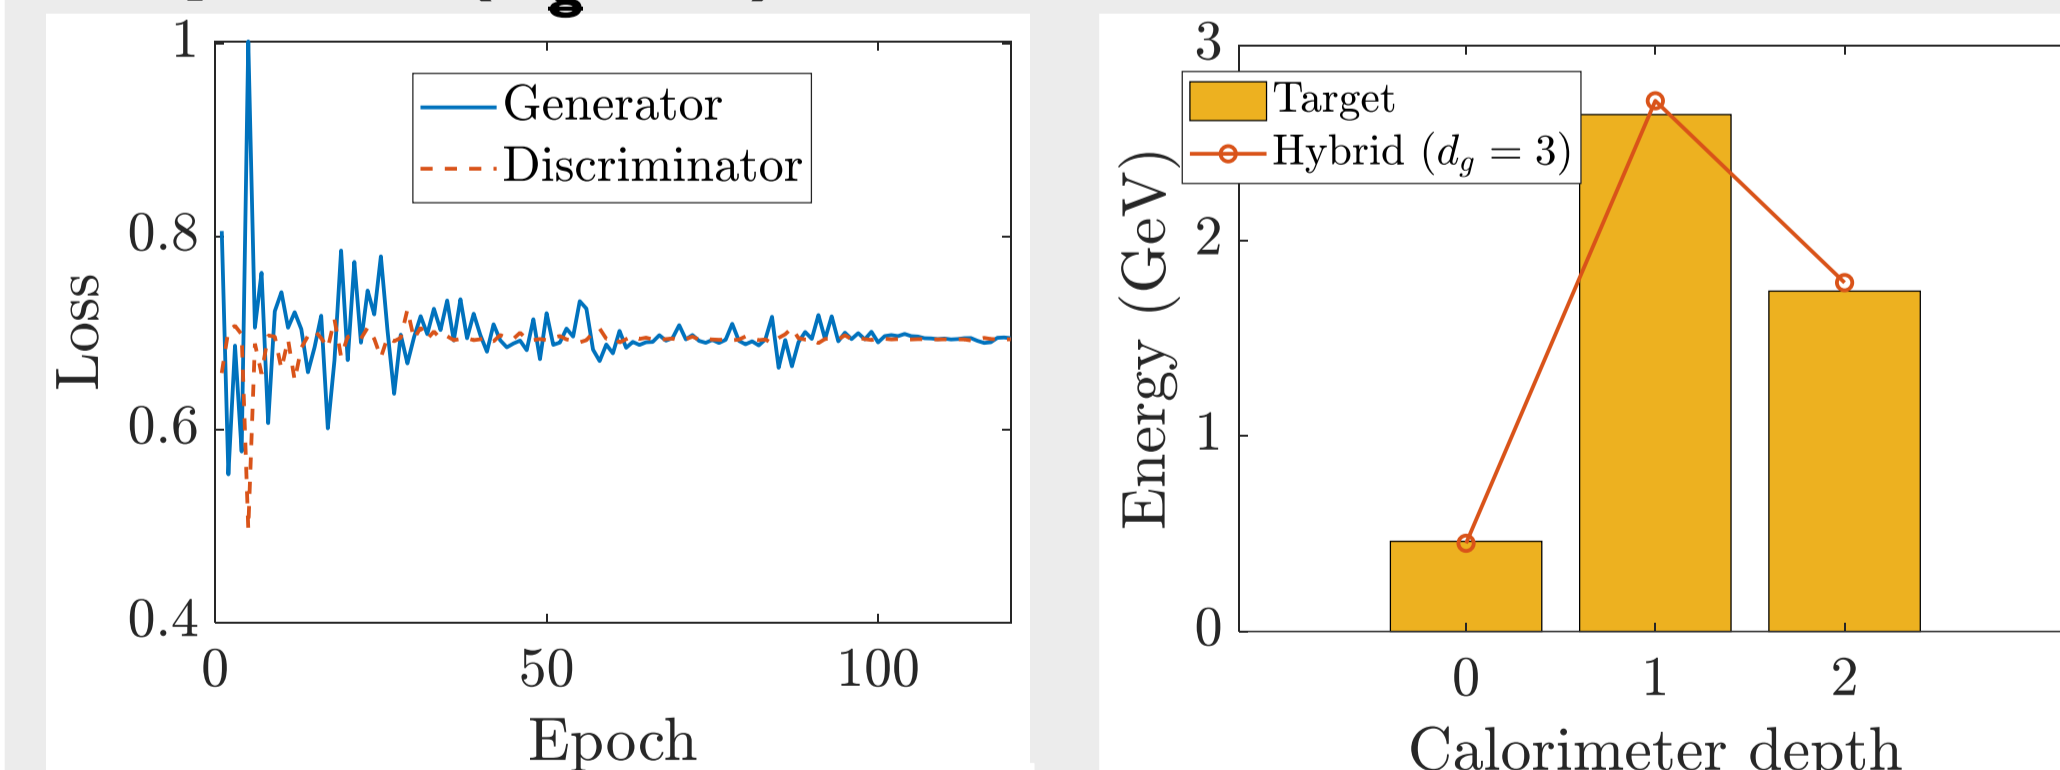 1
0.8
0.6
0.4
0
50
100
Loss
Epoch
Generator
Discriminator
3
2
1
0
0
1
2
Energy (GeV)
Calorimeter depth
Target
Hybrid (d_g = 3)